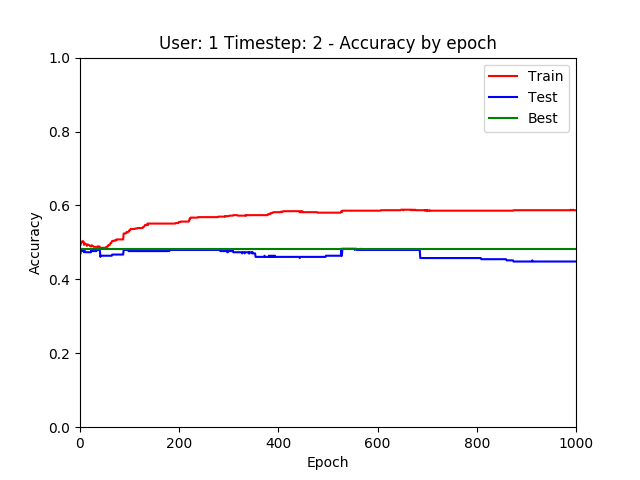 User: 1 Timestep: 2 - Accuracy by epoch
1.0
0.8
0.6
0.4
0.2
0.0
Accuracy
Train
Test
Best
0 200 400 600 800 1000
Epoch